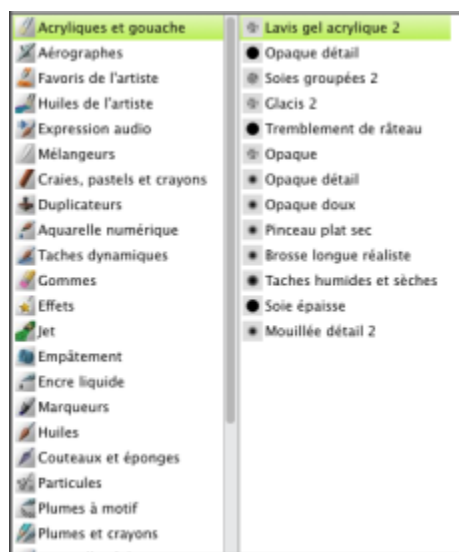 Acryliques et gouache
Aérographes
Favoris de l'artiste
Huiles de l'artiste
Expression audio
Mélangeurs
Craies, pastels et crayons
Duplicateurs
Aquarelle numérique
Taches dynamiques
Gommes
Effets
Jet
Empâtement
Encre liquide
Marqueurs
Huiles
Couteaux et éponges
Particules
Plumes à motif
Plumes et crayons
Lavis gel acrylique 2
Opaque détail
Soies groupées 2
Glacis 2
Tremblement de râteau
Opaque
Opaque détail
Opaque doux
Pinceau plat sec
Brosse longue réaliste
Taches humides et sèches
Soie épaisse
Mouillée détail 2